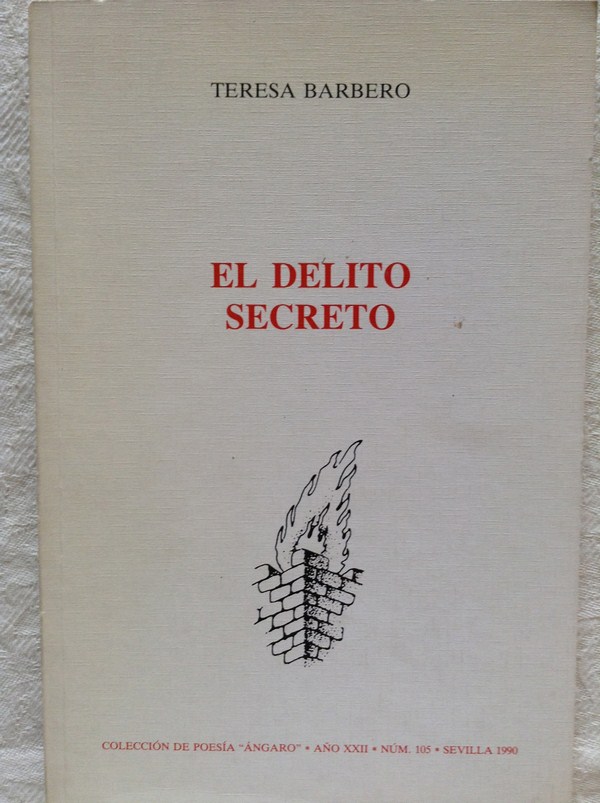 TERESA BARBERO
EL DELITO
SECRETO
COLECCIÓN DE POESÍA "ÁNGARO" • AÑO XXII • NÚM. 105 • SEVILLA 1990